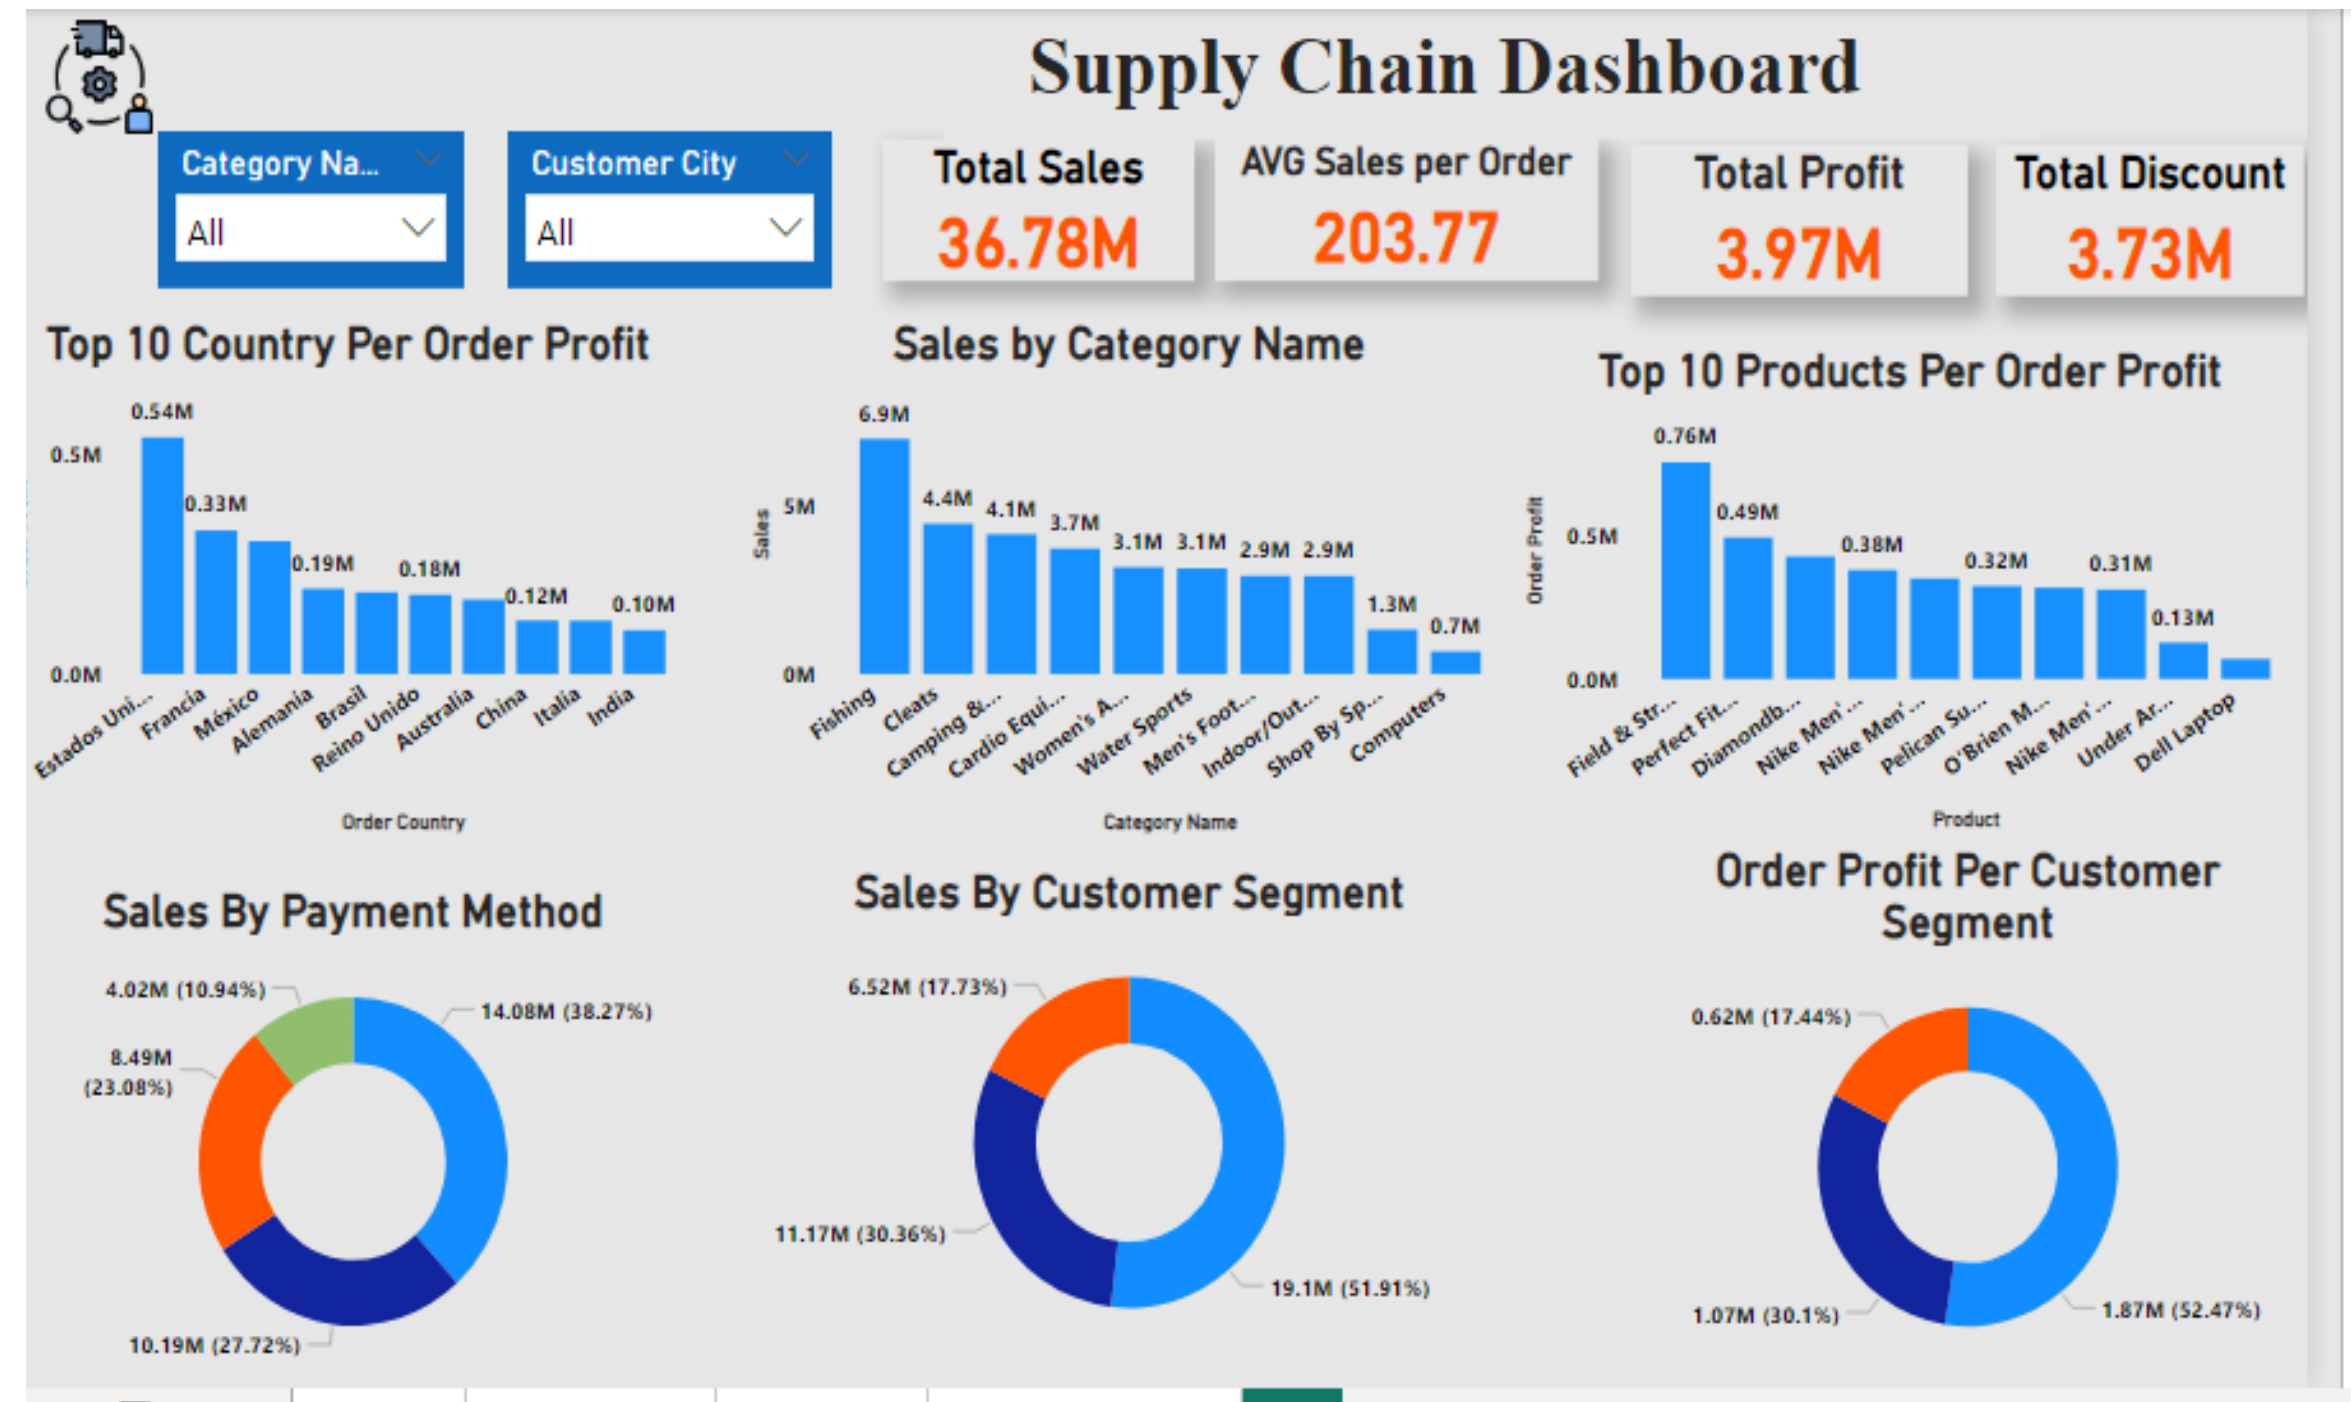 Supply Chain Dashboard
Category Na...
All
Customer City
All
Total Sales
36.78M
AVG Sales per Order
203.77
Total Profit
3.97M
Total Discount
3.73M
Top 10 Country Per Order Profit
0.5M
0.0M
0.54M
0.33M
0.19M
0.18M
0.12M
0.10M
Estados Uni...
Francia
México
Alemania
Brasil
Reino Unido
Australia
China
Italia
India
Order Country
Sales by Category Name
Sales
5M
0M
6.9M
4.4M
4.1M
3.7M
3.1M
3.1M
2.9M
2.9M
1.3M
0.7M
Fishing
Cleats
Camping &...
Cardio Equi...
Women's A...
Water Sports
Men's Foot...
Indoor/Out...
Shop By Sp...
Computers
Category Name
Top 10 Products Per Order Profit
Order Profit
0.5M
0.0M
0.76M
0.49M
0.38M
0.32M
0.31M
0.13M
Field & Str...
Perfect Fit...
Diamondb...
Nike Men'...
Nike Men'...
Pelican Su...
O'Brien M...
Nike Men'...
Under Ar...
Dell Laptop
Product
Sales By Payment Method
4.02M (10.94%)
14.08M (38.27%)
8.49M
(23.08%)
10.19M (27.72%)
Sales By Customer Segment
6.52M (17.73%)
11.17M (30.36%)
19.1M (51.91%)
Order Profit Per Customer
Segment
0.62M (17.44%)
1.07M (30.1%)
1.87M (52.47%)